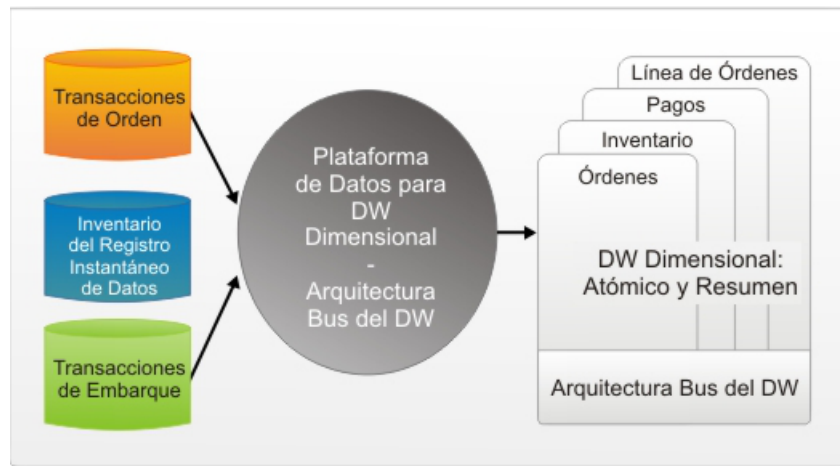 Transacciones
de Orden
Inventario
del Registro
Instantáneo
de Datos
Transacciones
de Embarque
Plataforma
de Datos para
DW
Dimensional
-
Arquitectura
Bus del DW
Línea de Órdenes
Pagos
Inventario
Órdenes
DW Dimensional:
Atómico y Resumen
Arquitectura Bus del DW